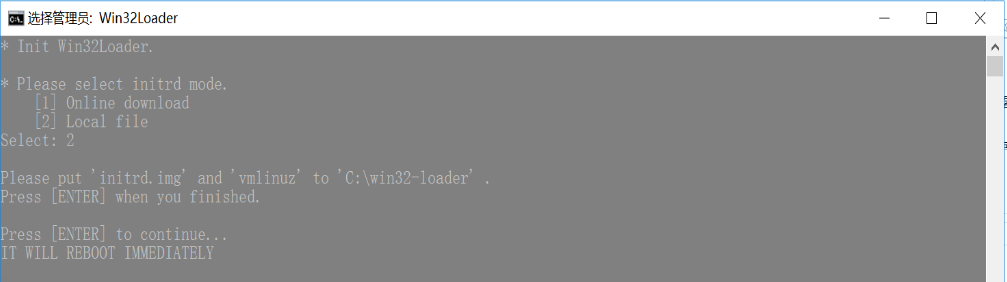 选择管理员: Win32Loader
* Init Win32Loader.
* Please select initrd mode.
[1] Online download
[2] Local file
Select: 2
Please put 'initrd.img' and 'vmlinuz' to 'C:\win32-loader' .
Press [ENTER] when you finished.
Press [ENTER] to continue...
IT WILL REBOOT IMMEDIATELY